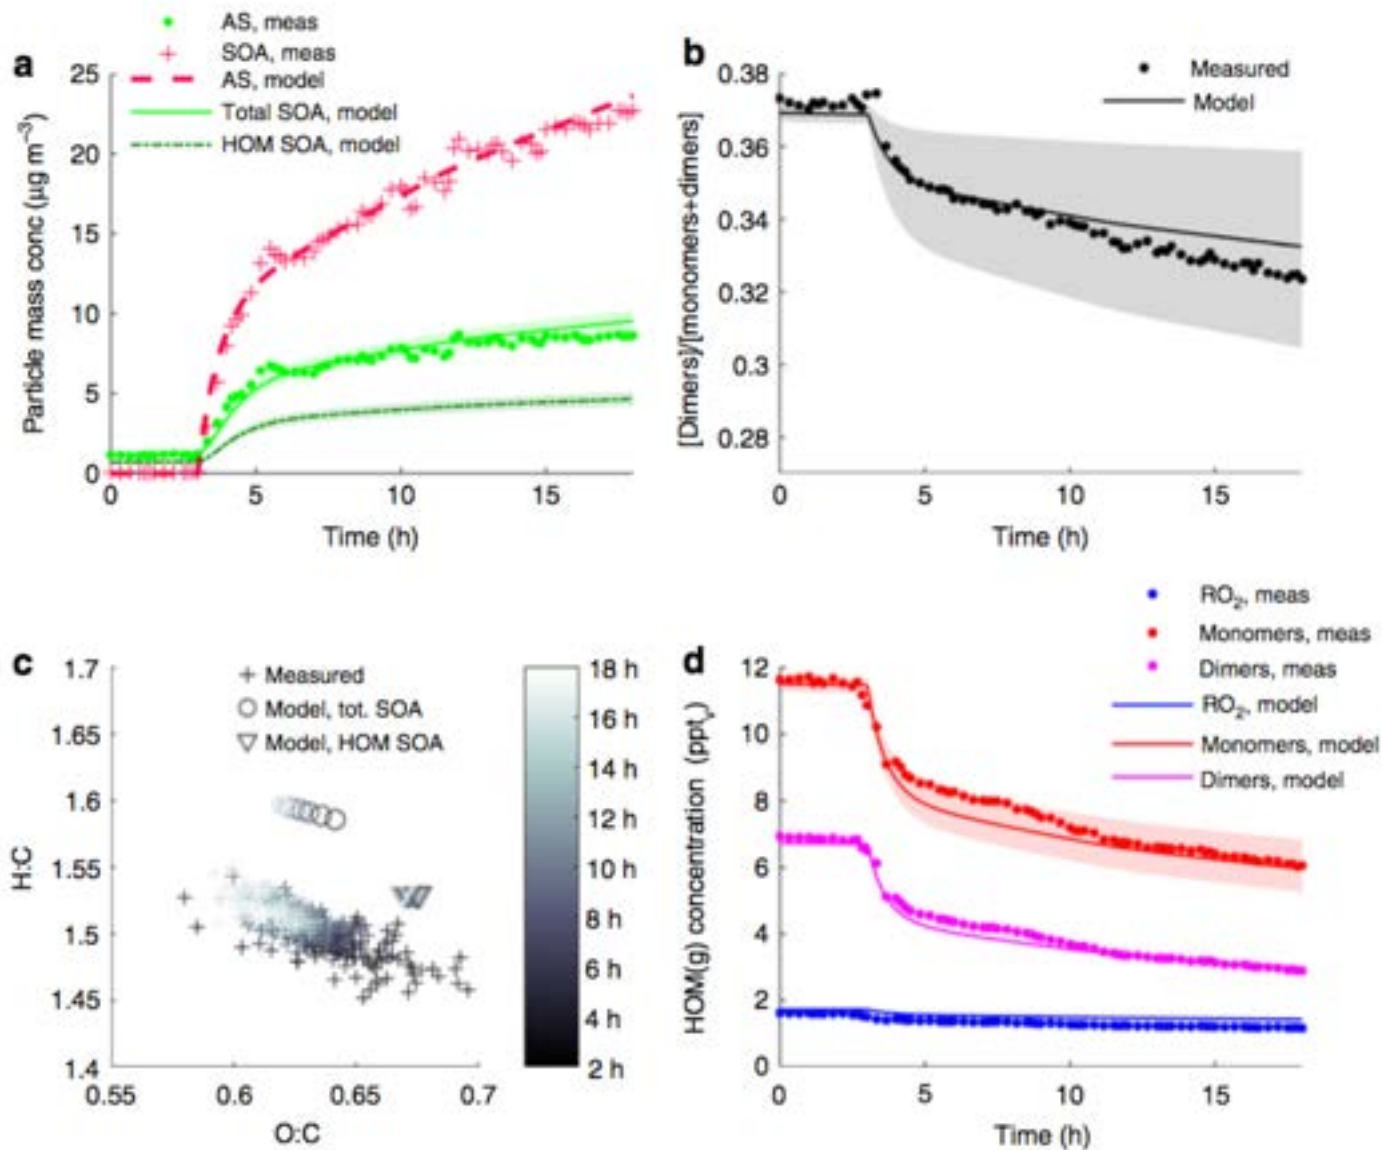 a
AS, meas
SOA, meas
AS, model
Total SOA, model
HOM SOA, model
Particle mass conc (μg m⁻³)
25
20
15
10
5
0
0 5 10 15
Time (h)
b
Measured
Model
[Dimers]/[monomers+dimers]
0.38
0.36
0.34
0.32
0.3
0.28
0 5 10 15
Time (h)
c
Measured
Model, tot. SOA
Model, HOM SOA
H:C
1.7
1.65
1.6
1.55
1.5
1.45
1.4
0.55 0.6 0.65 0.7
O:C
18 h
16 h
14 h
12 h
10 h
8 h
6 h
4 h
2 h
d
RO₂, meas
Monomers, meas
Dimers, meas
RO₂, model
Monomers, model
Dimers, model
HOM(g) concentration (pptᵥ)
12
10
8
6
4
2
0
0 5 10 15
Time (h)